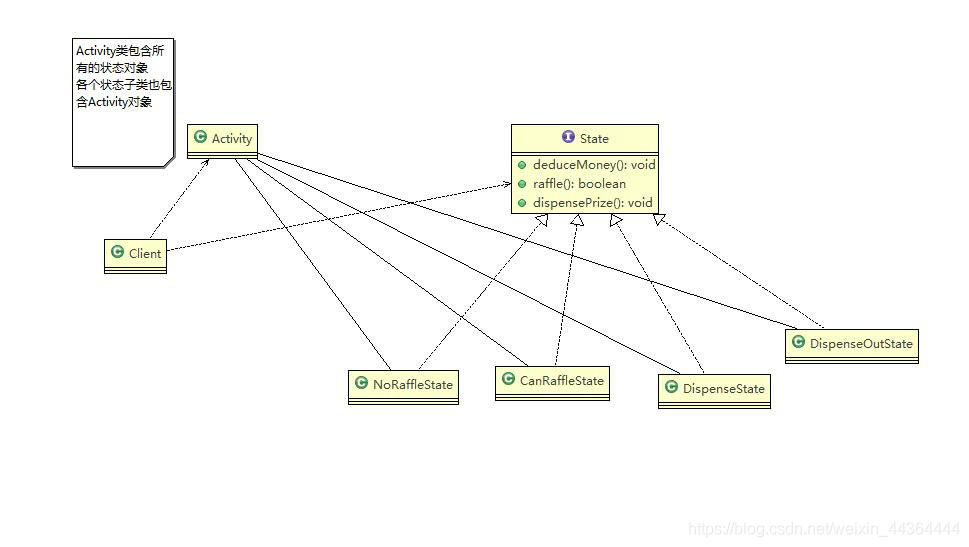 Activity类包含所
有的状态对象
各个状态子类也包
含Activity对象
C Activity
I State
deduceMoney(): void
raffle(): boolean
dispensePrize(): void
C Client
C DispenseOutState
C NoRaffleState
C CanRaffleState
C DispenseState
https://blog.csdn.net/weixin_44364444